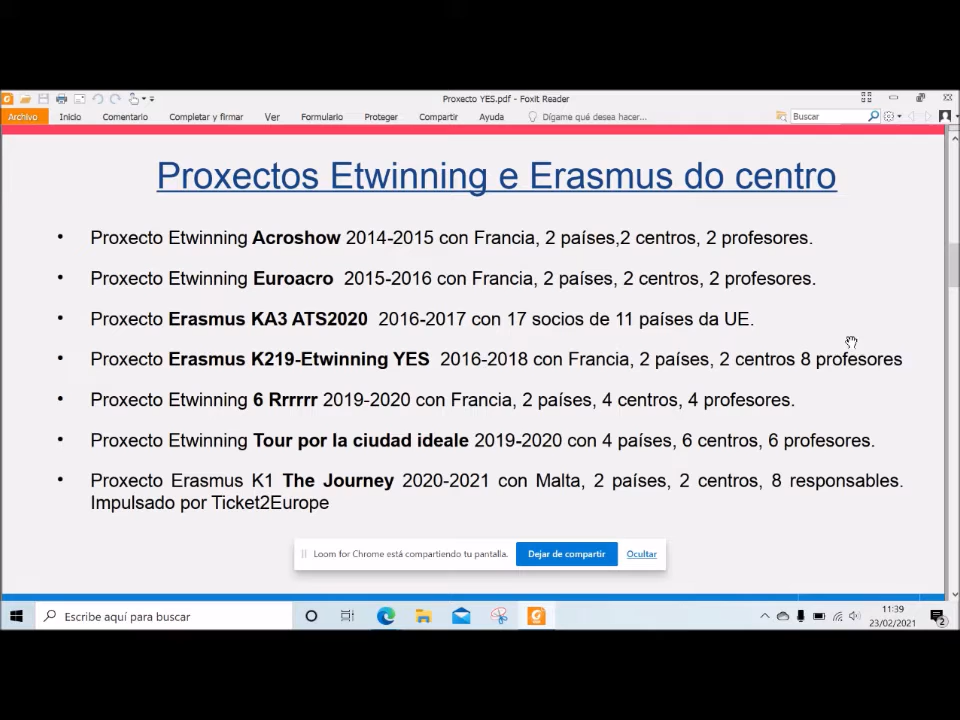 Proxecto YES.pdf - Foxit Reader
Archivo Inicio Comentario Completar y firmar Ver Formulario Proteger Compartir Ayuda Dígame qué desea hacer... Buscar
Proxectos Etwinning e Erasmus do centro
• Proxecto Etwinning Acroshow 2014-2015 con Francia, 2 países,2 centros, 2 profesores.
• Proxecto Etwinning Euroacro 2015-2016 con Francia, 2 países, 2 centros, 2 profesores.
• Proxecto Erasmus KA3 ATS2020 2016-2017 con 17 socios de 11 países da UE.
• Proxecto Erasmus K219-Etwinning YES 2016-2018 con Francia, 2 países, 2 centros 8 profesores
• Proxecto Etwinning 6 Rrrrrr 2019-2020 con Francia, 2 países, 4 centros, 4 profesores.
• Proxecto Etwinning Tour por la ciudad ideale 2019-2020 con 4 países, 6 centros, 6 profesores.
• Proxecto Erasmus K1 The Journey 2020-2021 con Malta, 2 países, 2 centros, 8 responsables.
Impulsado por Ticket2Europe
Loom for Chrome está compartiendo tu pantalla. Dejar de compartir Ocultar
Escribe aquí para buscar
11:39
23/02/2021
2